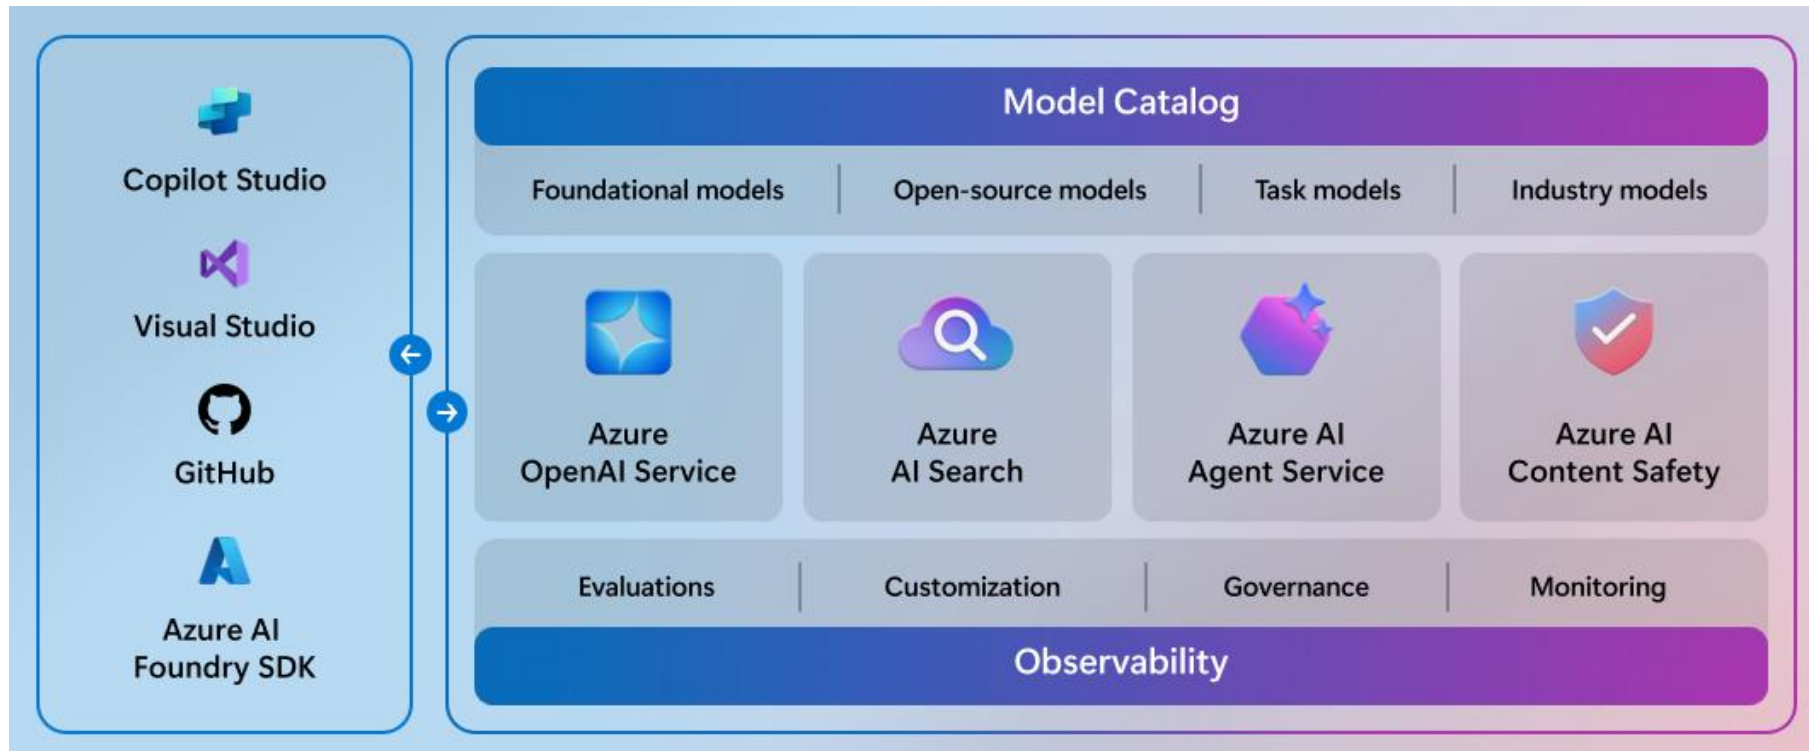 Copilot Studio
Visual Studio
GitHub
Azure AI
Foundry SDK
Model Catalog
Foundational models
Open-source models
Task models
Industry models
Azure
OpenAI Service
Azure
AI Search
Azure AI
Agent Service
Azure AI
Content Safety
Evaluations
Customization
Governance
Monitoring
Observability